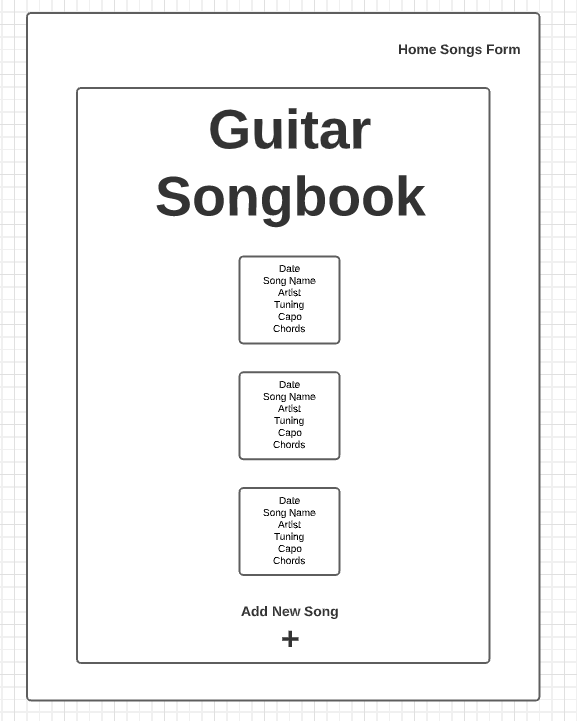 Home Songs Form
Guitar
Songbook
Date
Song Name
Artist
Tuning
Capo
Chords
Date
Song Name
Artist
Tuning
Capo
Chords
Date
Song Name
Artist
Tuning
Capo
Chords
Add New Song
+